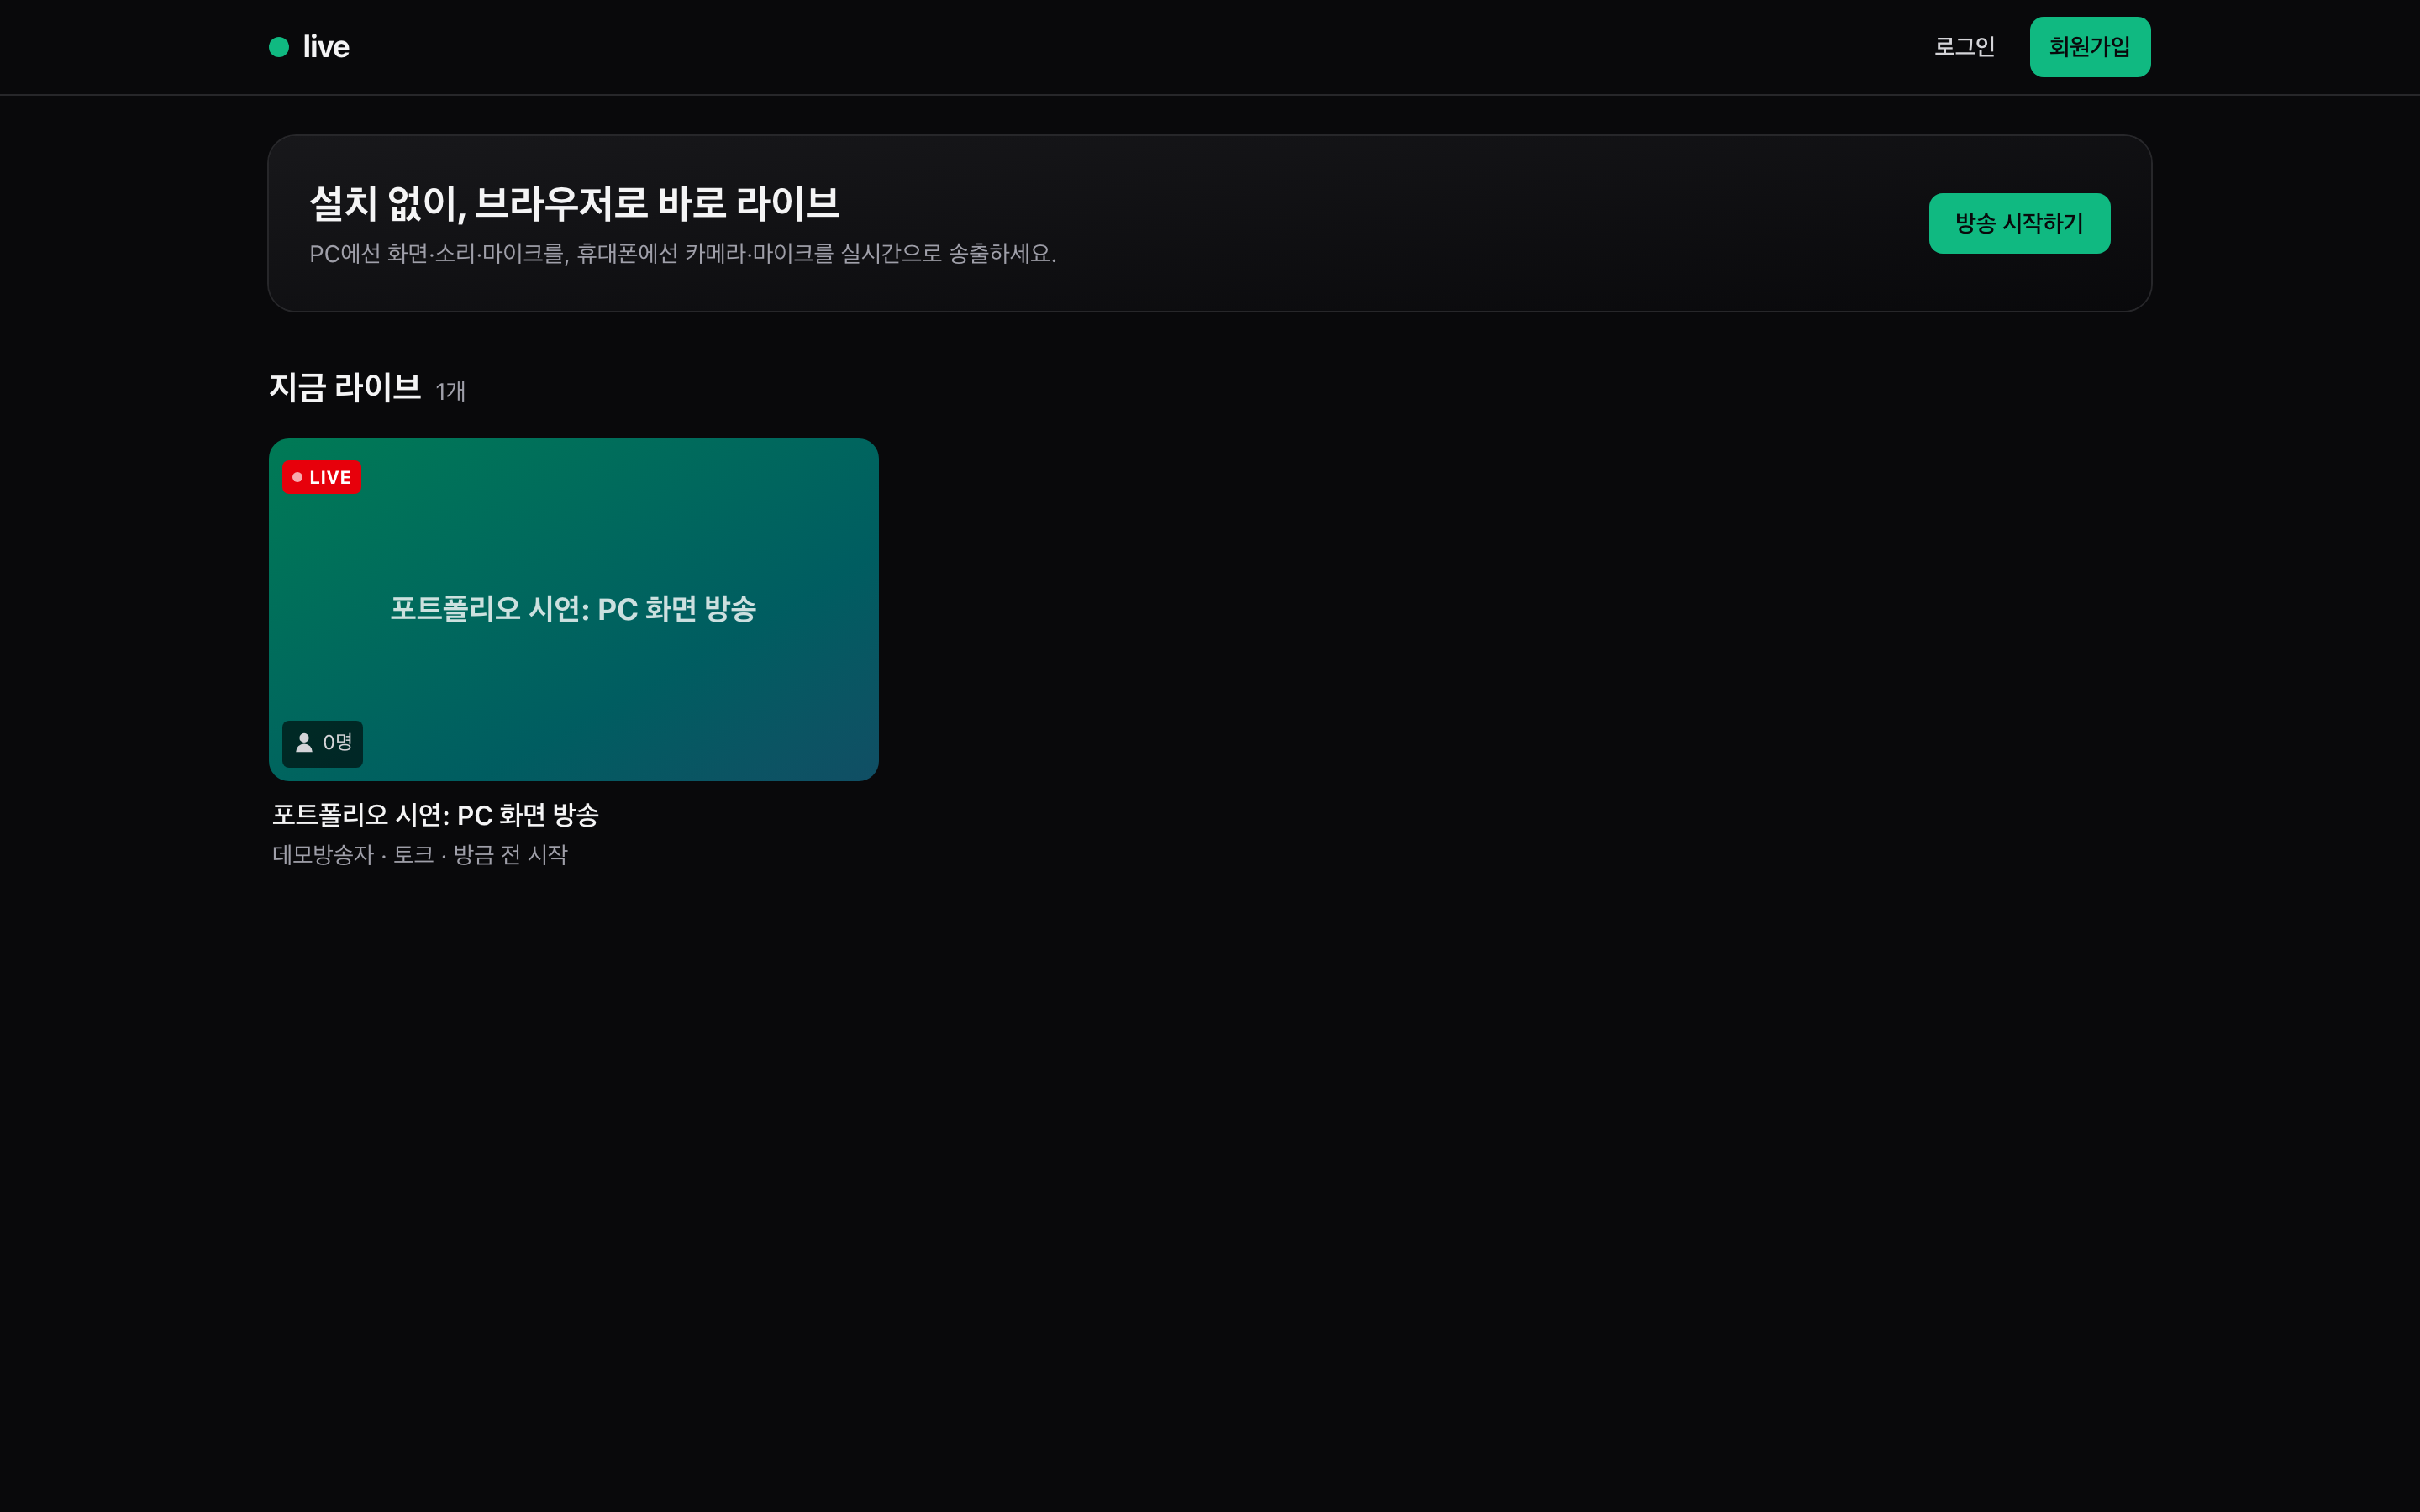 live
로그인
회원가입
설치 없이, 브라우저로 바로 라이브
PC에선 화면·소리·마이크를, 휴대폰에선 카메라·마이크를 실시간으로 송출하세요.
방송 시작하기
지금 라이브 1개
LIVE
포트폴리오 시연: PC 화면 방송
0명
포트폴리오 시연: PC 화면 방송
데모방송자 · 토크 · 방금 전 시작